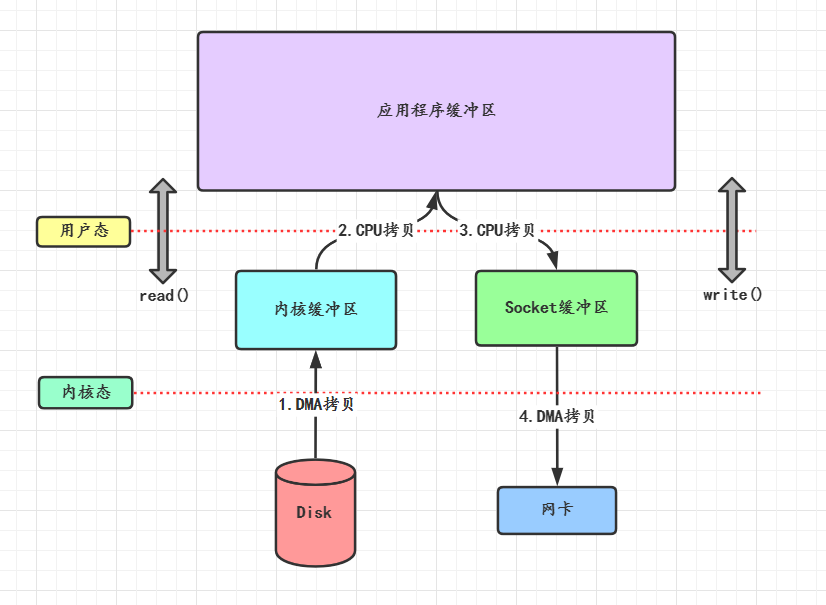 应用程序缓冲区
用户态
2.CPU拷贝
3.CPU拷贝
read()
write()
内核缓冲区
Socket缓冲区
内核态
1.DMA拷贝
4.DMA拷贝
Disk
网卡